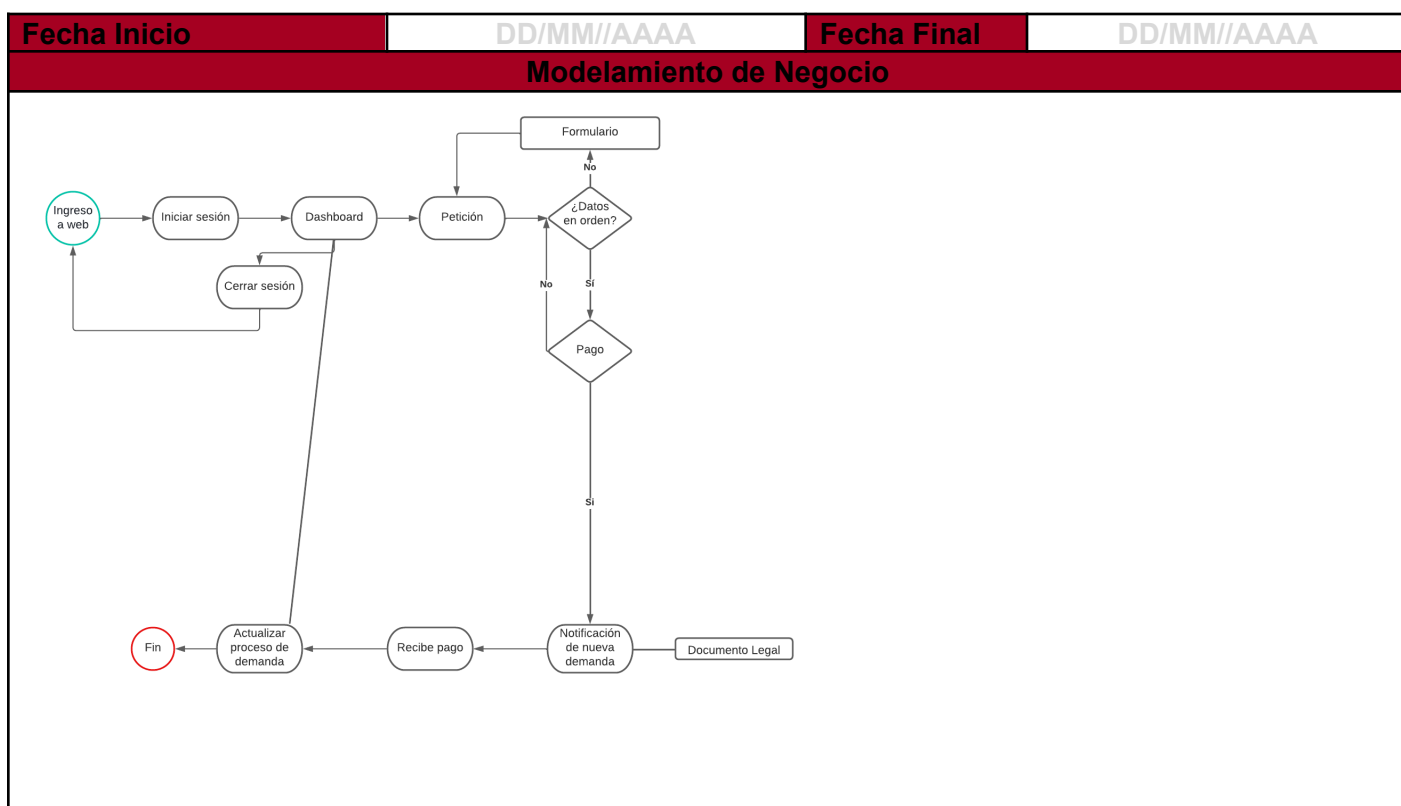 Fecha Inicio
DD/MM//AAAA
Fecha Final
DD/MM//AAAA
Modelamiento de Negocio
Formulario
No
Ingreso
a web
Iniciar sesión
Dashboard
Petición
¿Datos
en orden?
Cerrar sesión
No
Sí
Pago
Sí
Fin
Actualizar
proceso de
demanda
Recibe pago
Notificación
de nueva
demanda
Documento Legal